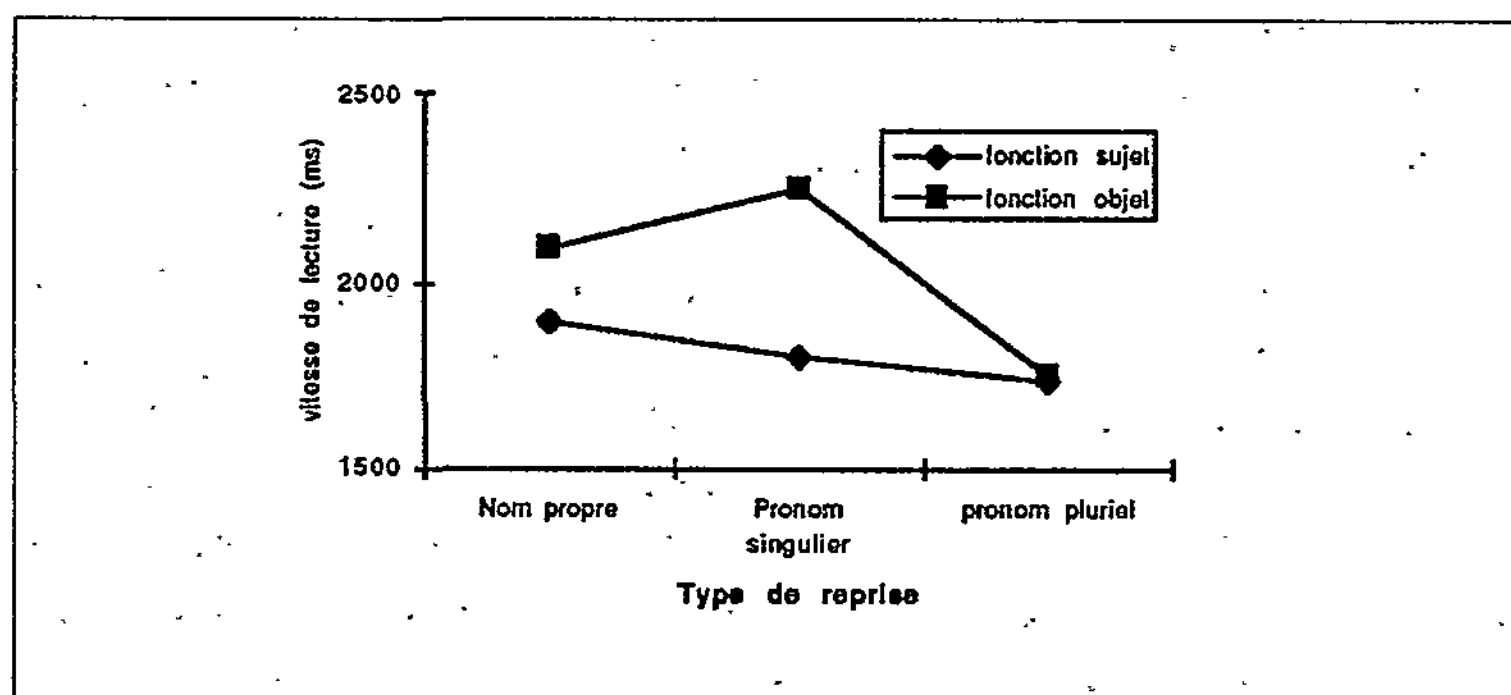 2500
fonction sujet
fonction objet
vitesse de lecture (ms)
2000
1500
Nom propre
Pronom
singulier
pronom pluriel
Type de reprise